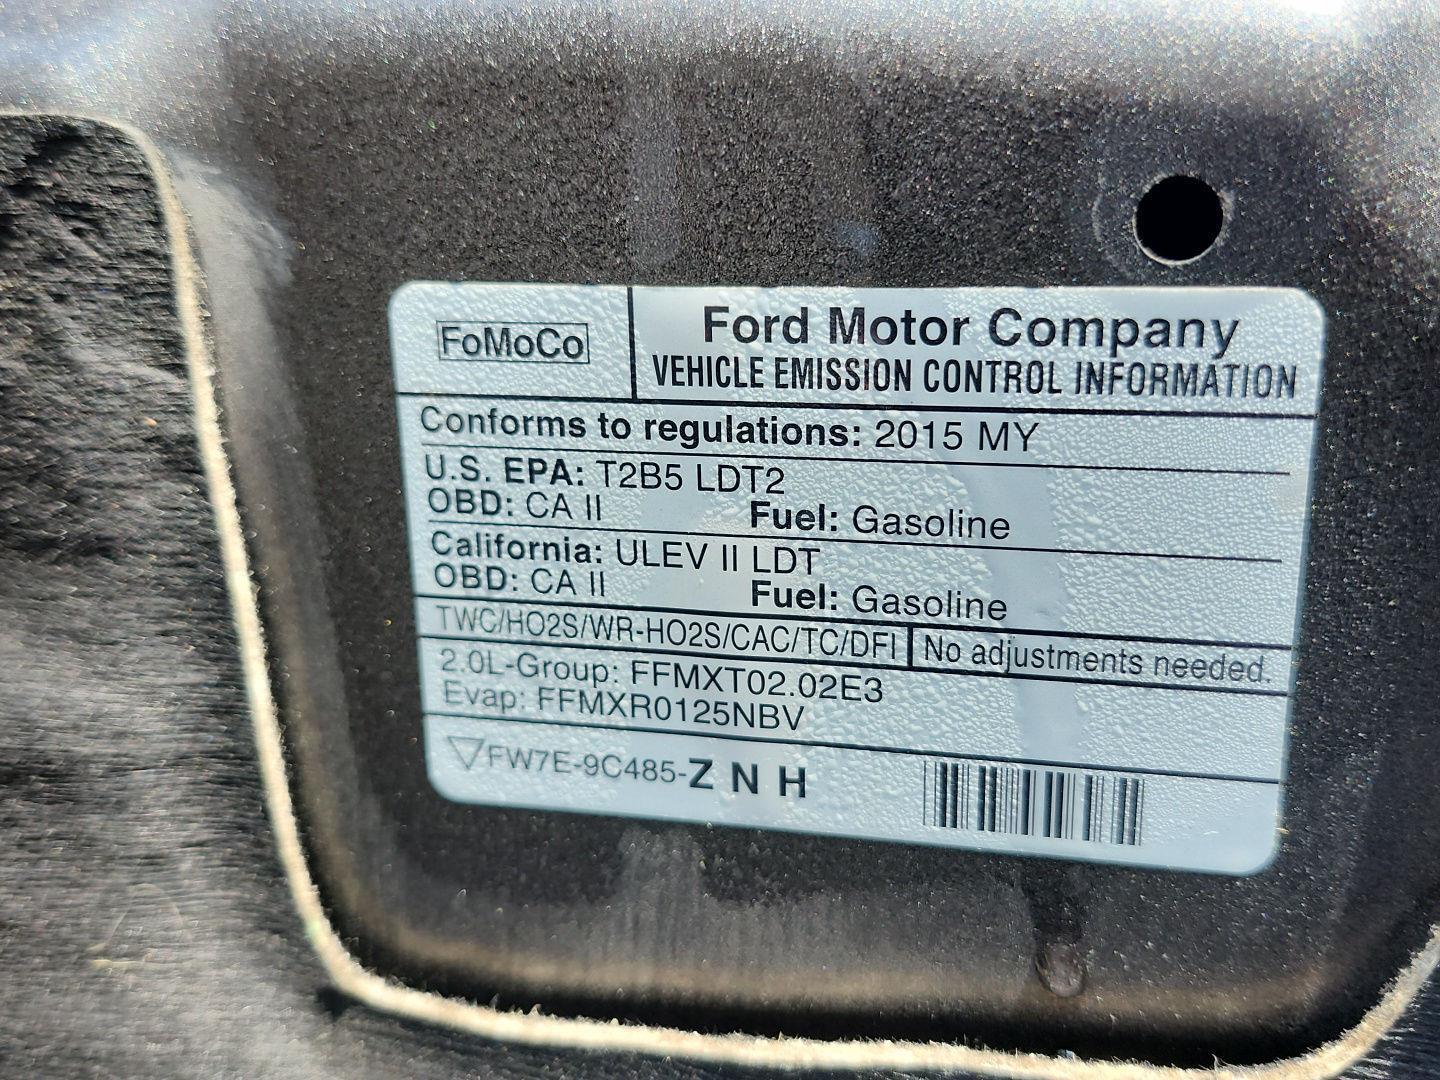 FoMoCo
Ford Motor Company
VEHICLE EMISSION CONTROL INFORMATION
Conforms to regulations: 2015 MY
U.S. EPA: T2B5 LDT2
OBD: CA II Fuel: Gasoline
California: ULEV II LDT
OBD: CA II Fuel: Gasoline
TWC/HO2S/WR-HO2S/CAC/TC/DFI No adjustments needed.
2.0L-Group: FFMXT02.02E3
Evap: FFMXR0125NBV
FW7E-9C485-Z N H